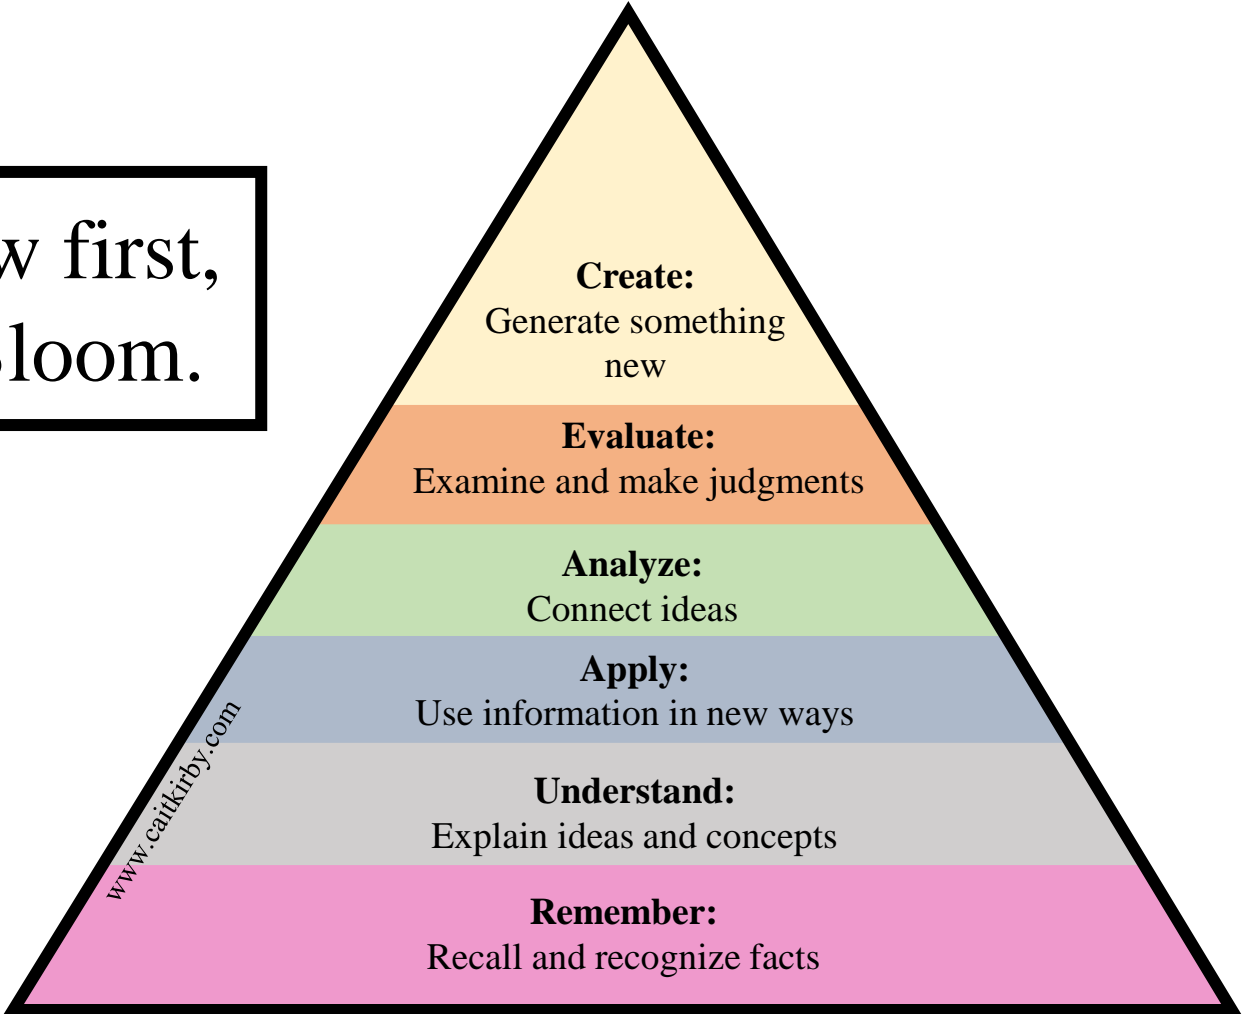 first,
Create:
Generate something
new
Evaluate:
Examine and make judgments
Analyze:
Connect ideas
Apply:
Use information in new ways
Understand:
Explain ideas and concepts
Remember:
Recall and recognize facts
www.caitkirby.com